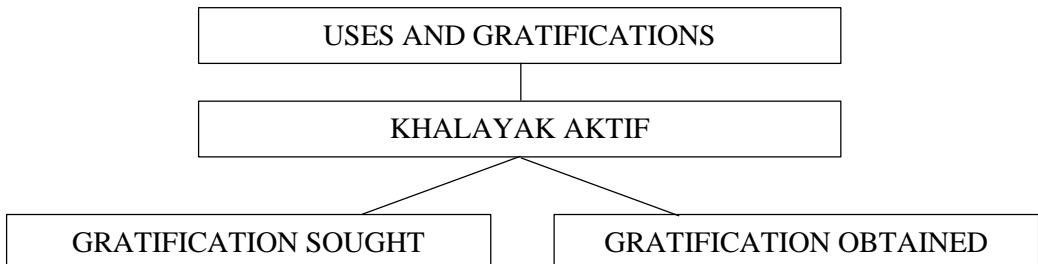 USES AND GRATIFICATIONS
KHALAYAK AKTIF
GRATIFICATION SOUGHT
GRATIFICATION OBTAINED